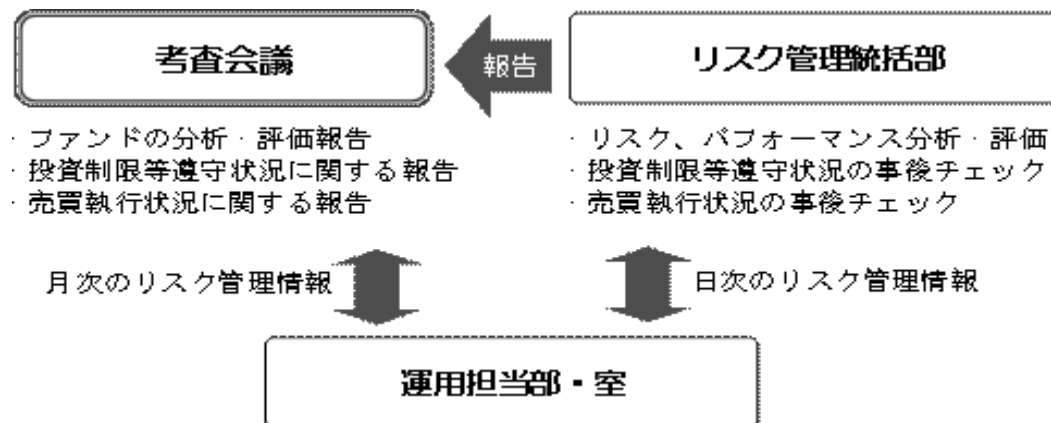 考査会議
報告
リスク管理統括部
・ファンドの分析・評価報告
・投資制限等遵守状況に関する報告
・売買執行状況に関する報告
・リスク、パフォーマンス分析・評価
・投資制限等遵守状況の事後チェック
・売買執行状況の事後チェック
月次のリスク管理情報
日次のリスク管理情報
運用担当部・室